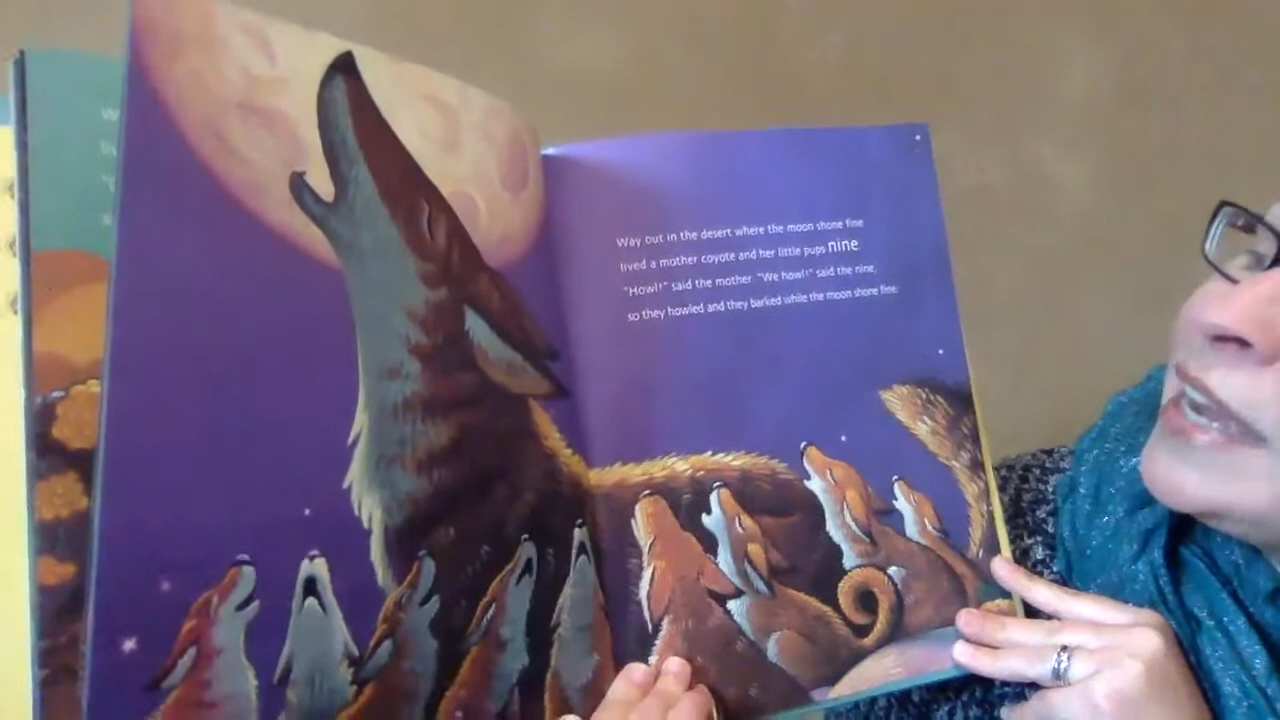 Way out in the desert where the moon shone fine
lived a mother coyote and her little pups nine.
"Howl!" said the mother. "We howl!" said the nine,
so they howled and they barked while the moon shone fine.